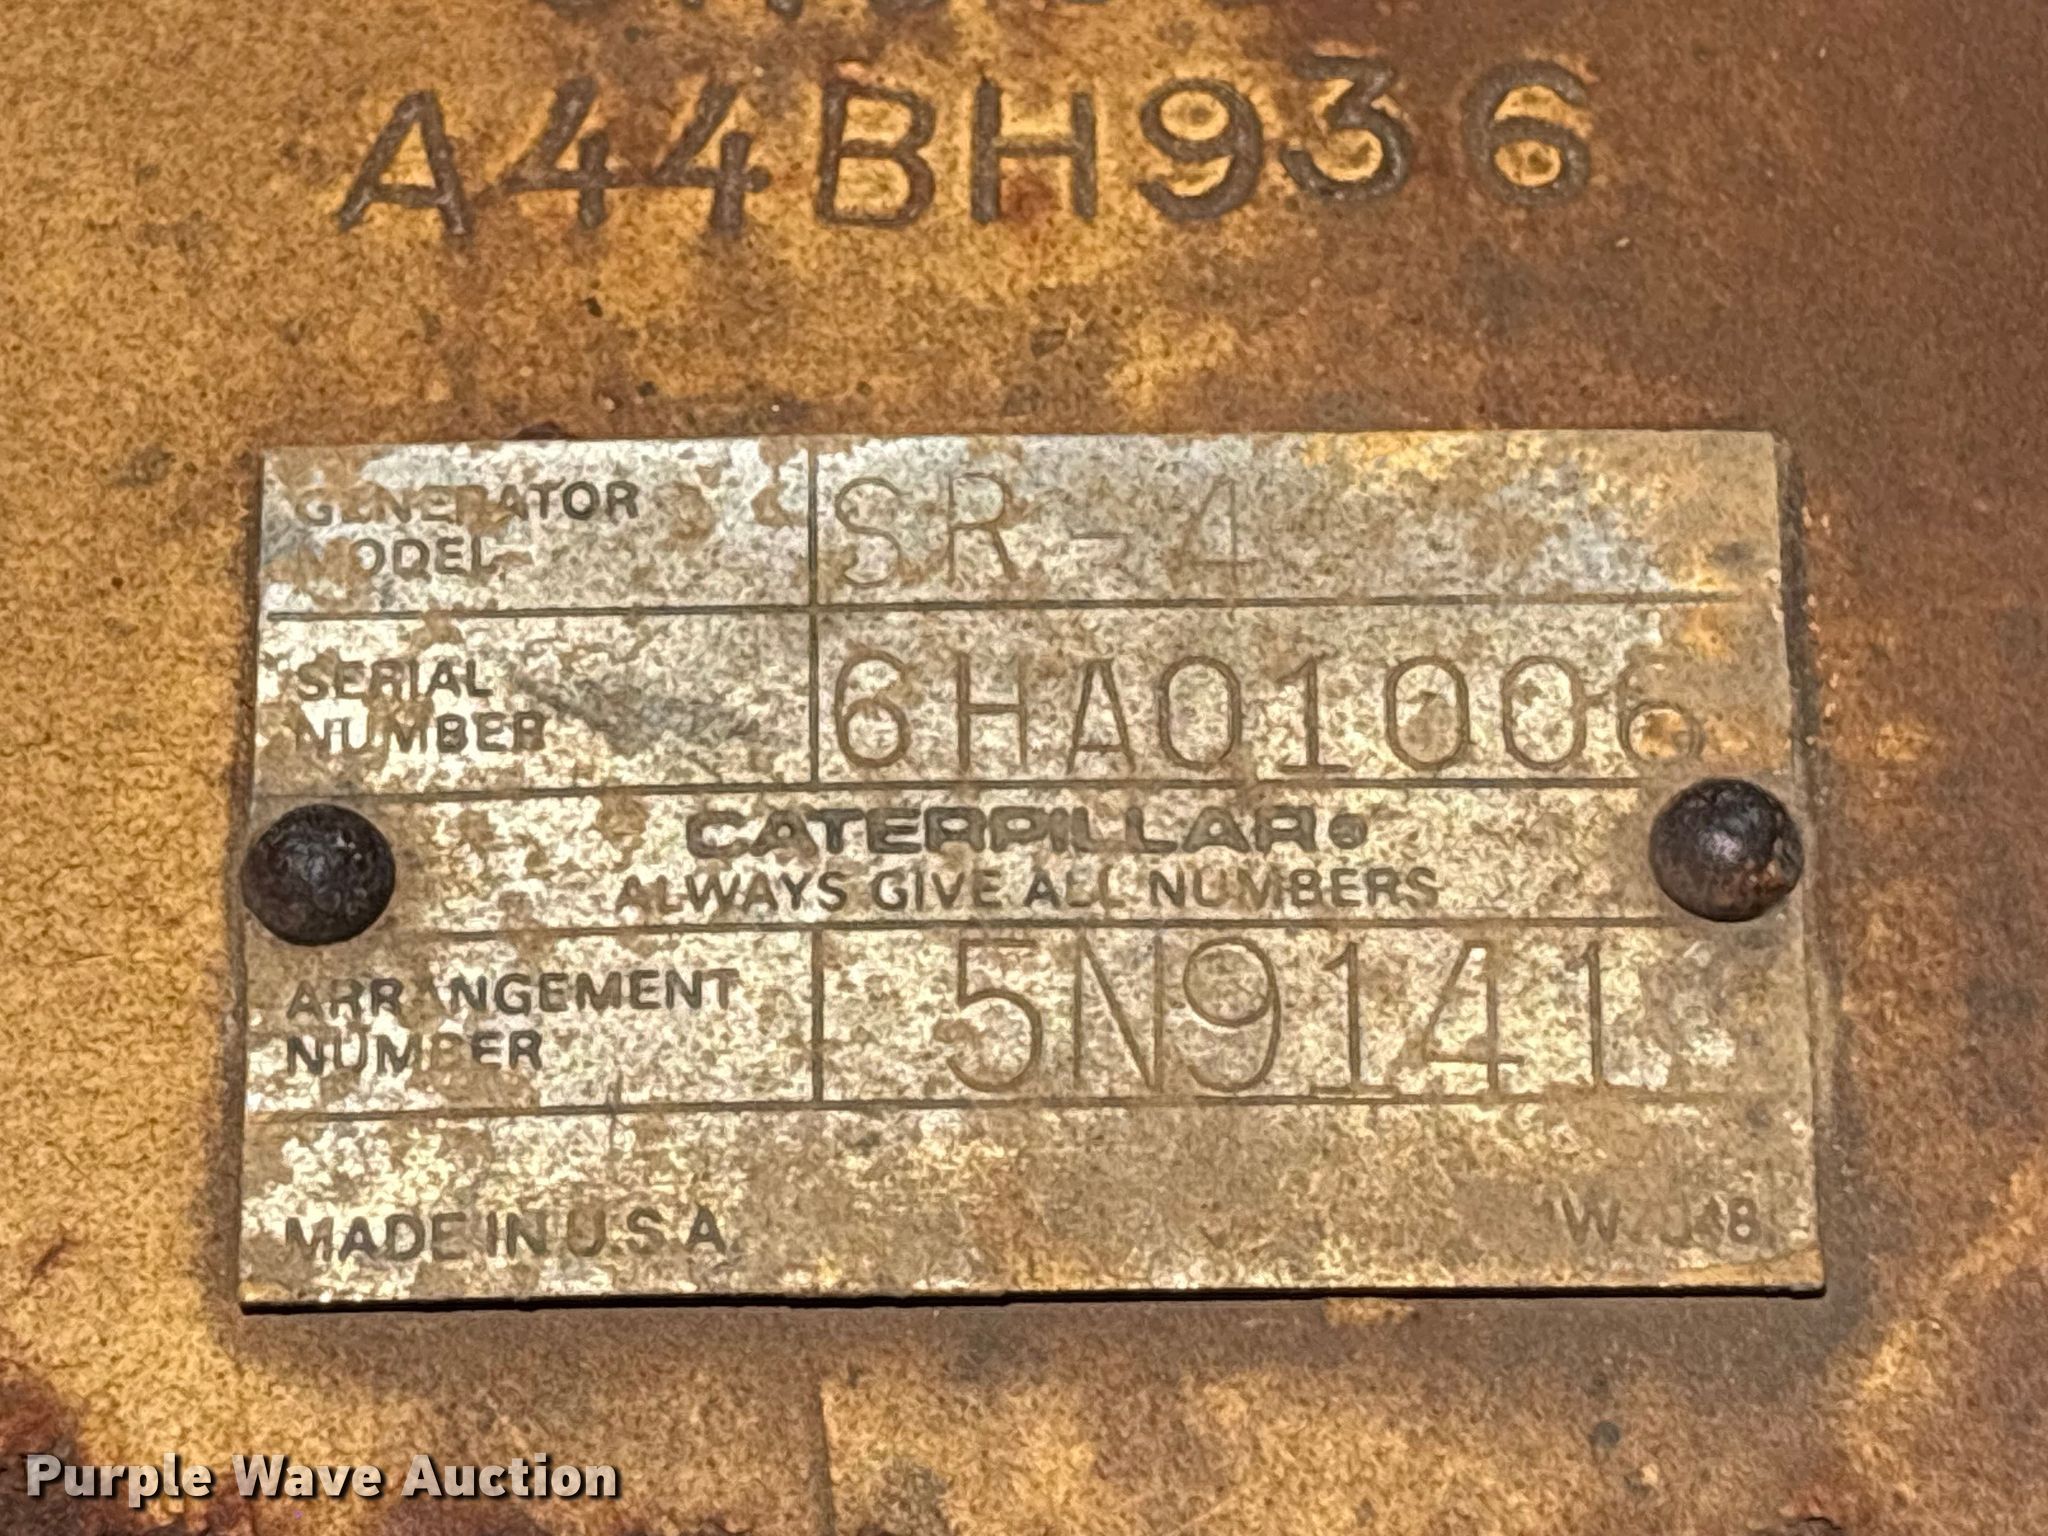 A44BH936
GENERATOR SR-4
MODEL
SERIAL 6HA01006
NUMBER
CATERPILLAR
ALWAYS GIVE ALL NUMBERS
ARRANGEMENT 5N9141
NUMBER
MADE IN U.S.A.
Purple Wave Auction